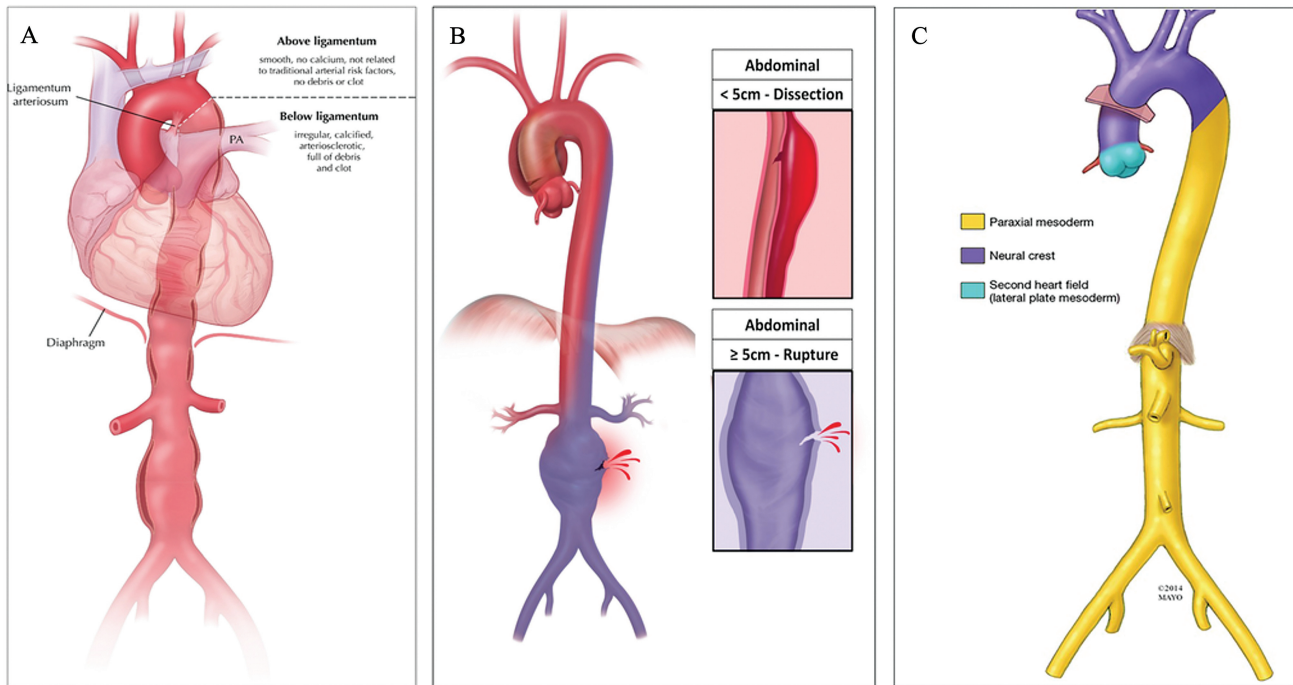 A
Above ligamentum
smooth, no calcium, not related
to traditional arterial risk factors,
no debris or clot
Ligamentum
arteriosum
Below ligamentum
irregular, calcified,
arteriosclerotic,
full of debris
and clot
PA
Diaphragm
B
Abdominal
< 5cm - Dissection
Abdominal
≥ 5cm - Rupture
C
Paraxial mesoderm
Neural crest
Second heart field
(lateral plate mesoderm)
©2014
MAYO